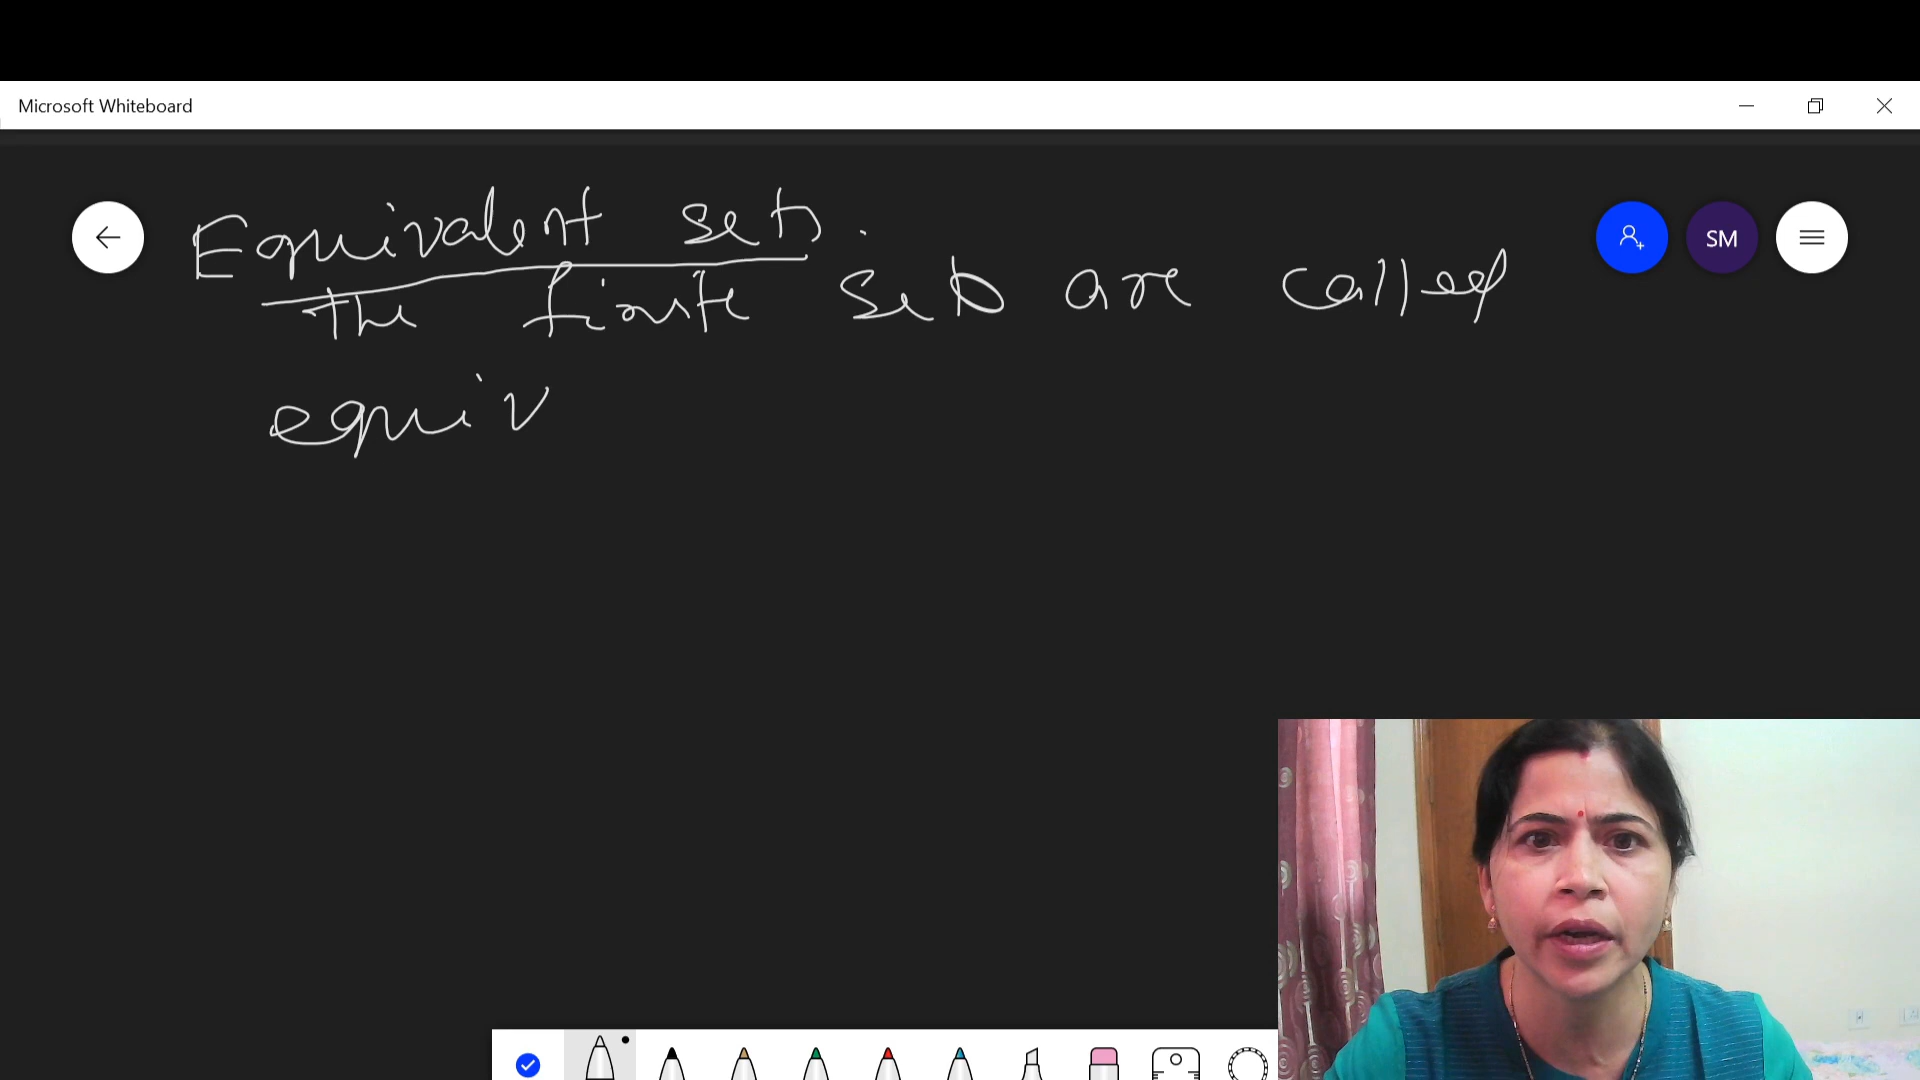 Microsoft Whiteboard
Equivalent sets.
SM
The finite sets are called
equiv